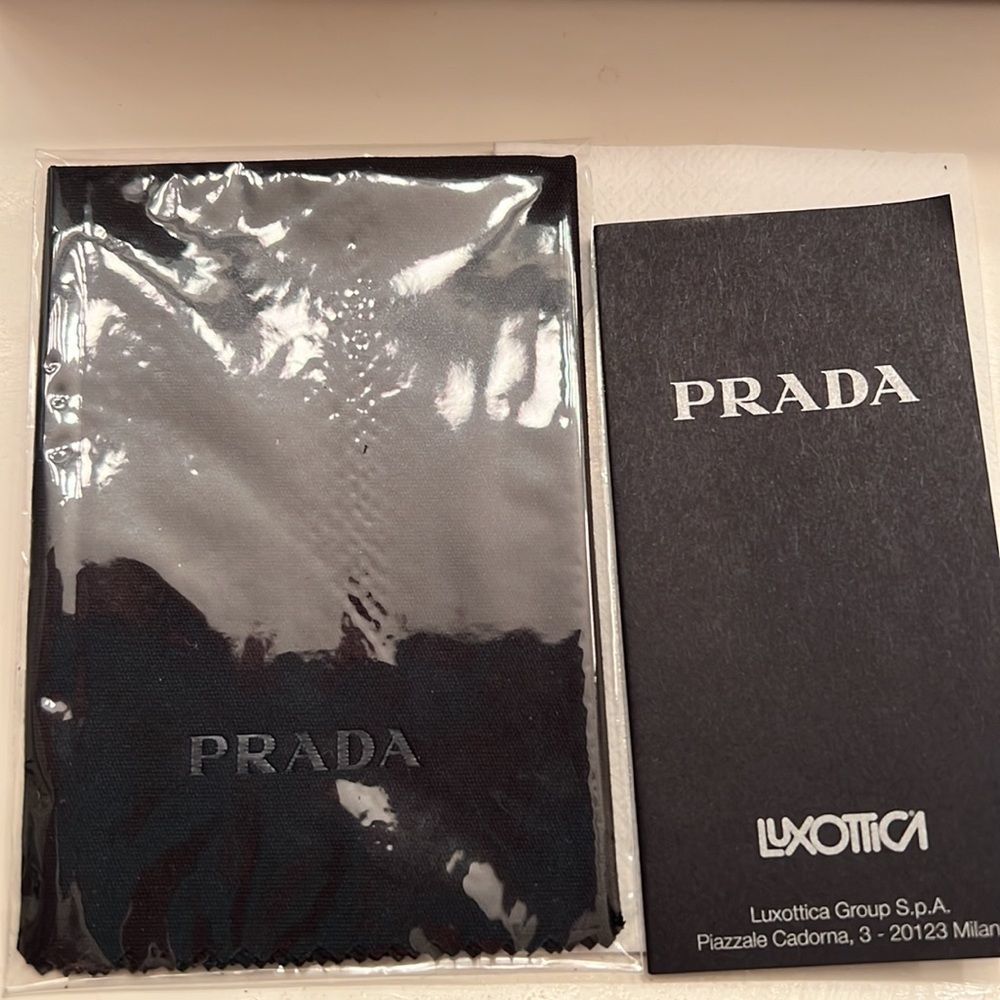 PRADA
PRADA
LUXOTTICA
Luxottica Group S.p.A.
Piazzale Cadorna, 3 - 20123 Milan